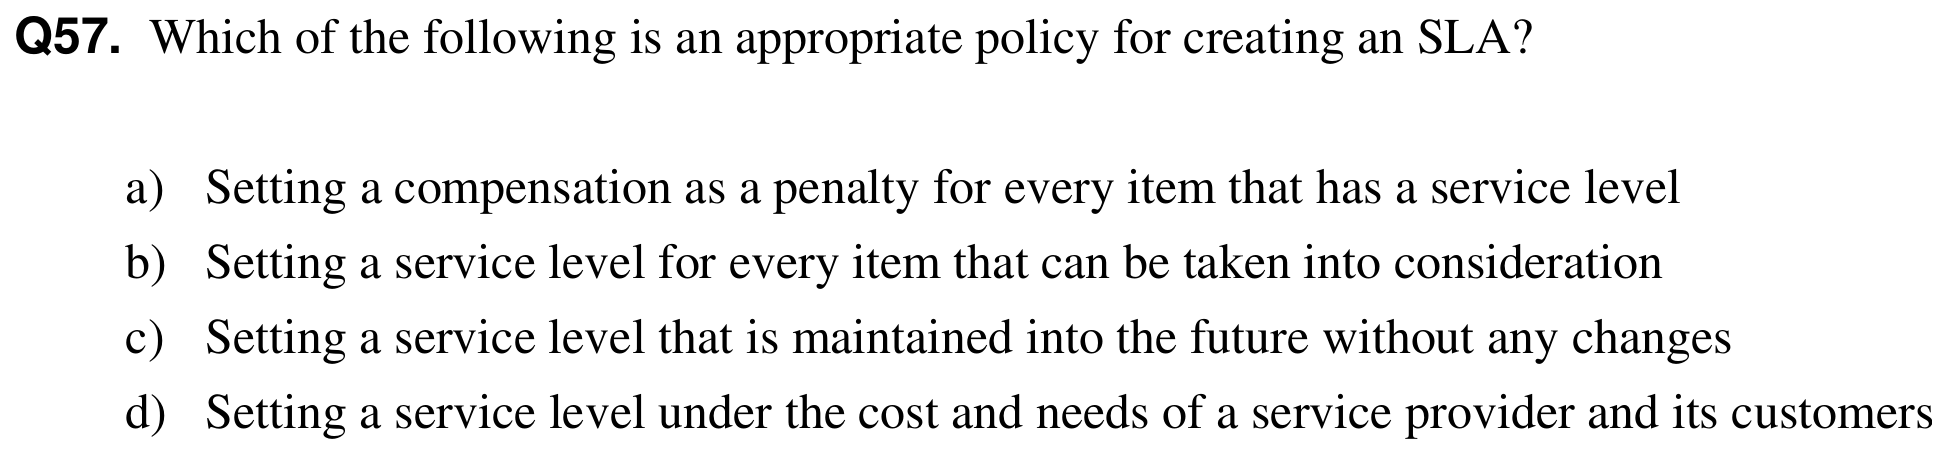 Q57. Which of the following is an appropriate policy for creating an SLA?
a) Setting a compensation as a penalty for every item that has a service level
b) Setting a service level for every item that can be taken into consideration
c) Setting a service level that is maintained into the future without any changes
d) Setting a service level under the cost and needs of a service provider and its customers